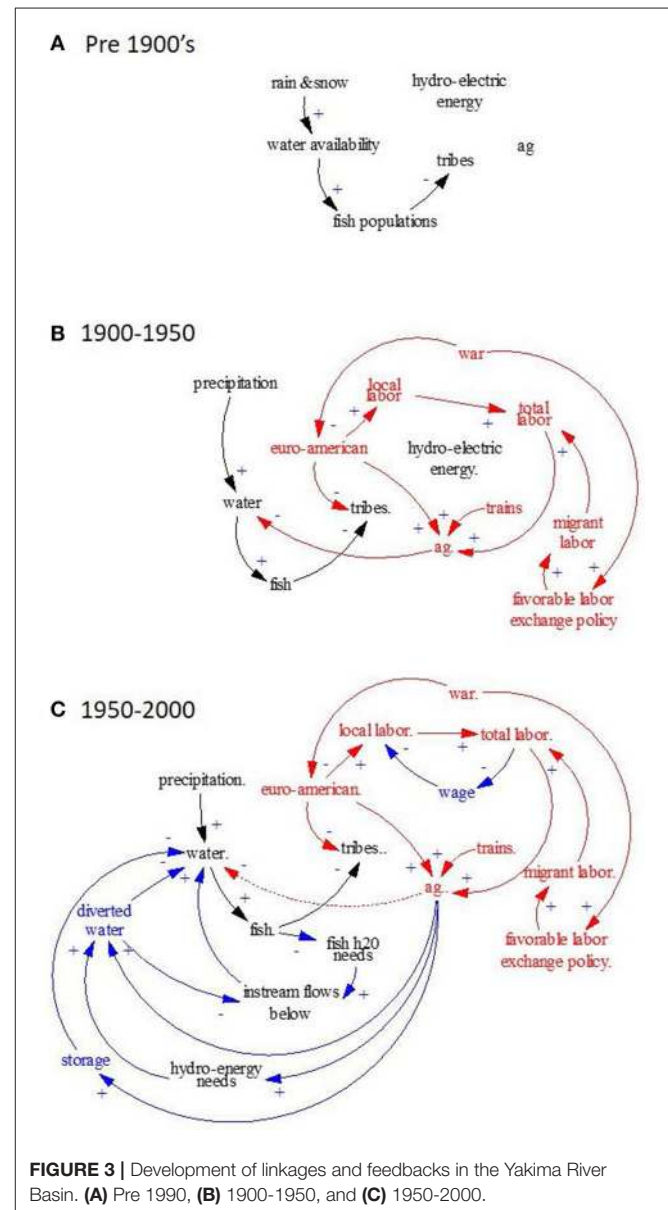 A Pre 1900's
rain &snow
hydro-electric
energy
+
water availability
ag
tribes
-
+
fish populations
B 1900-1950
war
precipitation
local
labor
total
labor
+
-
+
euro-american
hydro-electric
energy.
+
+
water
-
-
tribes.
-
trains
+
+
+
ag.
migrant
labor
+
fish
+
+
favorable labor
exchange policy
C 1950-2000
war.
local labor.
total labor.
+
-
-
+
+
precipitation.
euro-american.
wage
+
-
-
water.
-
tribes..
-
trains.
+
+
+
-
+
ag.
migrant labor.
diverted
water
+
fish.
+
+
-
fish h20
needs
favorable labor
exchange policy.
+
+
instream flows
below
+
-
storage
hydro-energy
needs
+
+
FIGURE 3 | Development of linkages and feedbacks in the Yakima River
Basin. (A) Pre 1990, (B) 1900-1950, and (C) 1950-2000.